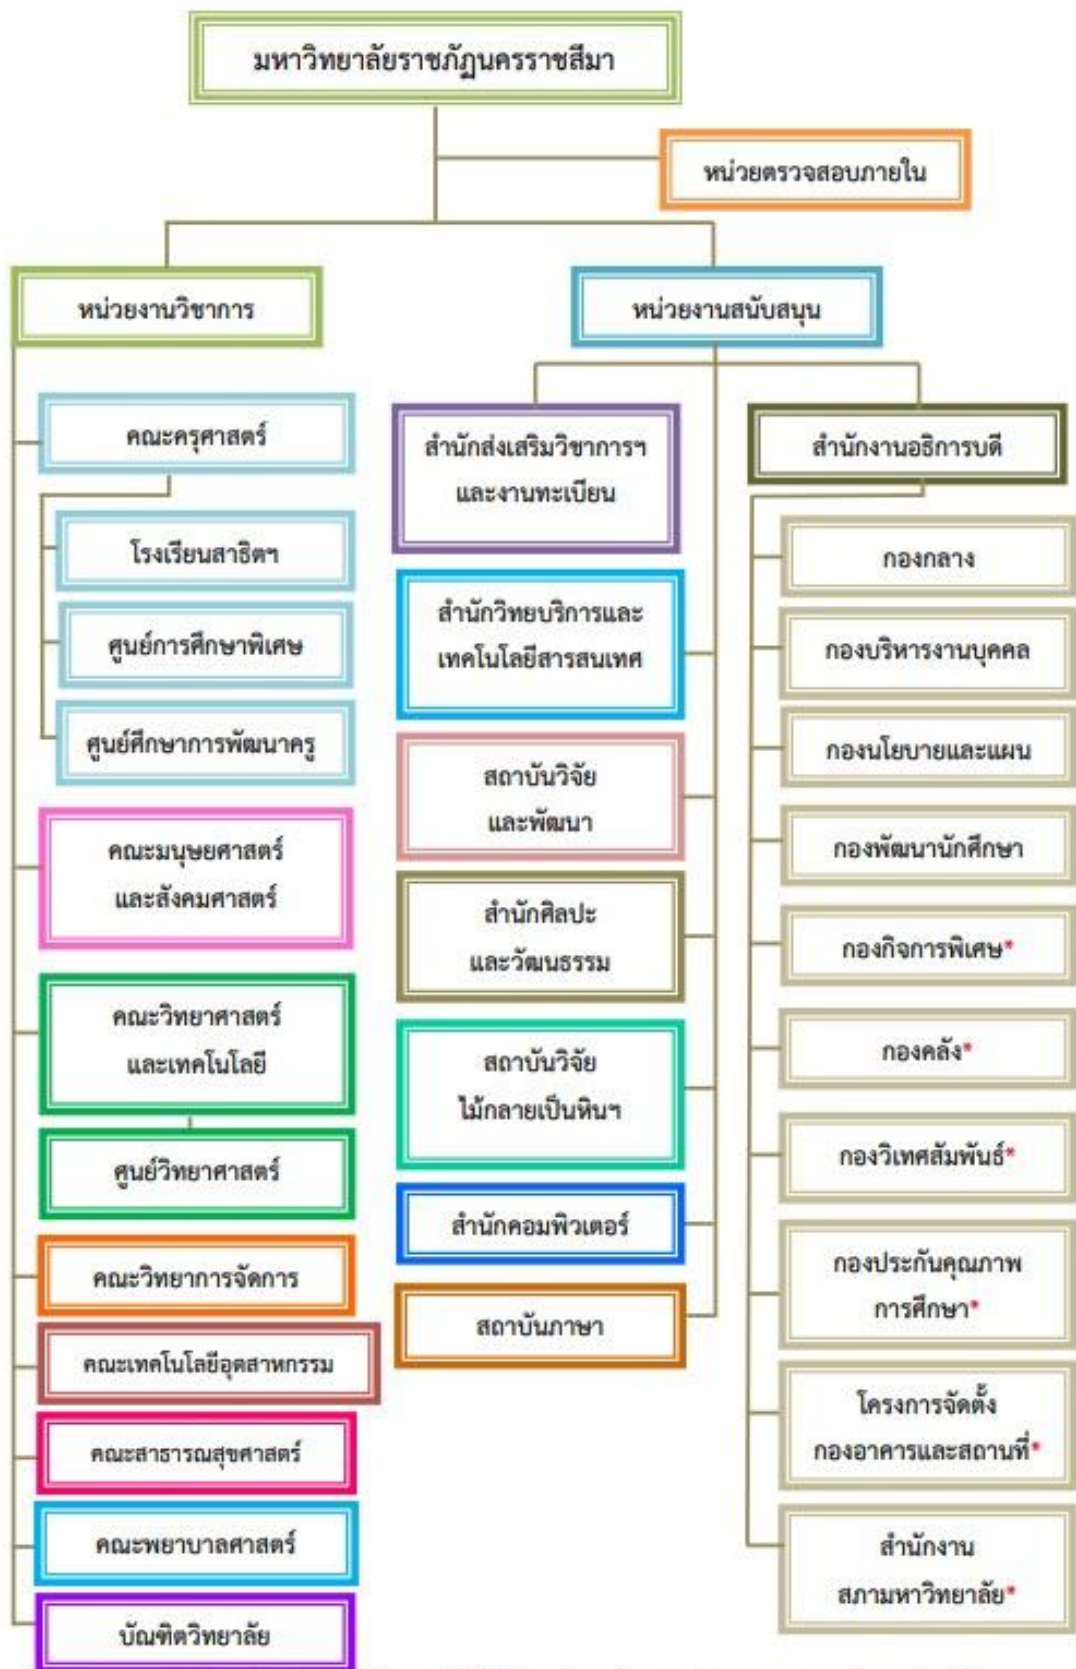 มหาวิทยาลัยราชภัฏนครราชสีมา
หน่วยตรวจสอบภายใน
หน่วยงานวิชาการ
หน่วยงานสนับสนุน
คณะครุศาสตร์
โรงเรียนสาธิตฯ
ศูนย์การศึกษาพิเศษ
ศูนย์ศึกษาการพัฒนาครู
คณะมนุษยศาสตร์
และสังคมศาสตร์
คณะวิทยาศาสตร์
และเทคโนโลยี
ศูนย์วิทยาศาสตร์
คณะวิทยาการจัดการ
คณะเทคโนโลยีอุตสาหกรรม
คณะสาธารณสุขศาสตร์
คณะพยาบาลศาสตร์
บัณฑิตวิทยาลัย
สำนักส่งเสริมวิชาการฯ
และงานทะเบียน
สำนักวิทยบริการและ
เทคโนโลยีสารสนเทศ
สถาบันวิจัย
และพัฒนา
สำนักศิลปะ
และวัฒนธรรม
สถาบันวิจัย
ไม้กลายเป็นหินฯ
สำนักคอมพิวเตอร์
สถาบันภาษา
สำนักงานอธิการบดี
กองกลาง
กองบริหารงานบุคคล
กองนโยบายและแผน
กองพัฒนานักศึกษา
กองกิจการพิเศษ*
กองคลัง*
กองวิเทศสัมพันธ์*
กองประกันคุณภาพ
การศึกษา*
โครงการจัดตั้ง
กองอาคารและสถานที่*
สำนักงาน
สภามหาวิทยาลัย*